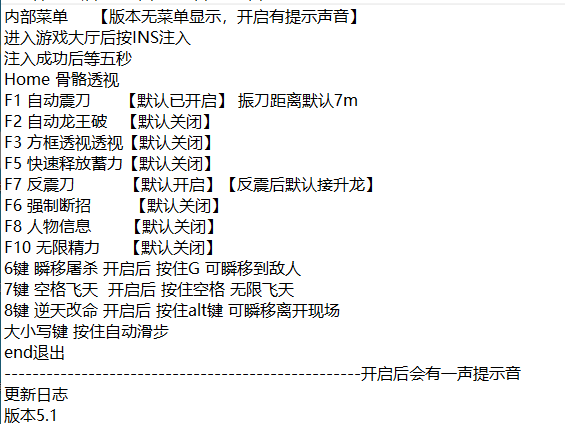 内部菜单 【版本无菜单显示，开启有提示声音】
进入游戏大厅后按INS注入
注入成功后等五秒
Home 骨骼透视
F1 自动震刀 【默认已开启】 振刀距离默认7m
F2 自动龙王破 【默认关闭】
F3 方框透视透视【默认关闭】
F5 快速释放蓄力【默认关闭】
F7 反震刀 【默认开启】【反震后默认接升龙】
F6 强制断招 【默认关闭】
F8 人物信息 【默认关闭】
F10 无限精力 【默认关闭】
6键 瞬移屠杀 开启后 按住G 可瞬移到敌人
7键 空格飞天 开启后 按住空格 无限飞天
8键 逆天改命 开启后 按住alt键 可瞬移离开现场
大小写键 按住自动滑步
end退出
------------------------------------------------开启后会有一声提示音
更新日志
版本5.1